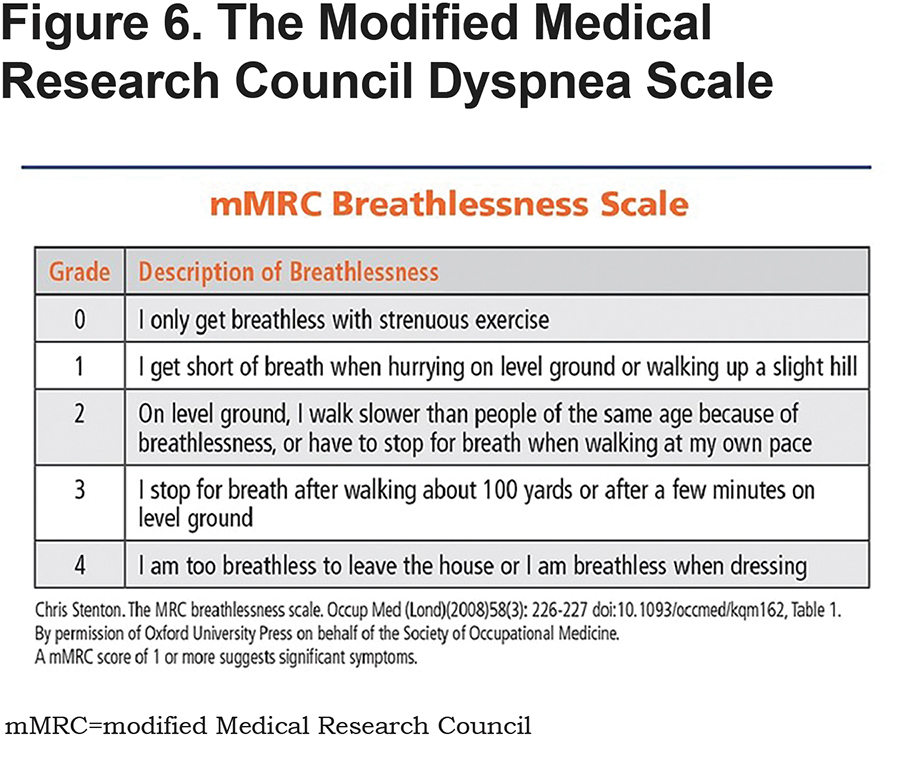 Figure 6. The Modified Medical
Research Council Dyspnea Scale
mMRC Breathlessness Scale
Grade Description of Breathlessness
0 I only get breathless with strenuous exercise
1 I get short of breath when hurrying on level ground or walking up a slight hill
2 On level ground, I walk slower than people of the same age because of
breathlessness, or have to stop for breath when walking at my own pace
3 I stop for breath after walking about 100 yards or after a few minutes on
level ground
4 I am too breathless to leave the house or I am breathless when dressing
Chris Stenton. The MRC breathlessness scale. Occup Med (Lond)(2008)58(3): 226-227 doi:10.1093/occmed/kqm162, Table 1.
By permission of Oxford University Press on behalf of the Society of Occupational Medicine.
A mMRC score of 1 or more suggests significant symptoms.
mMRC=modified Medical Research Council